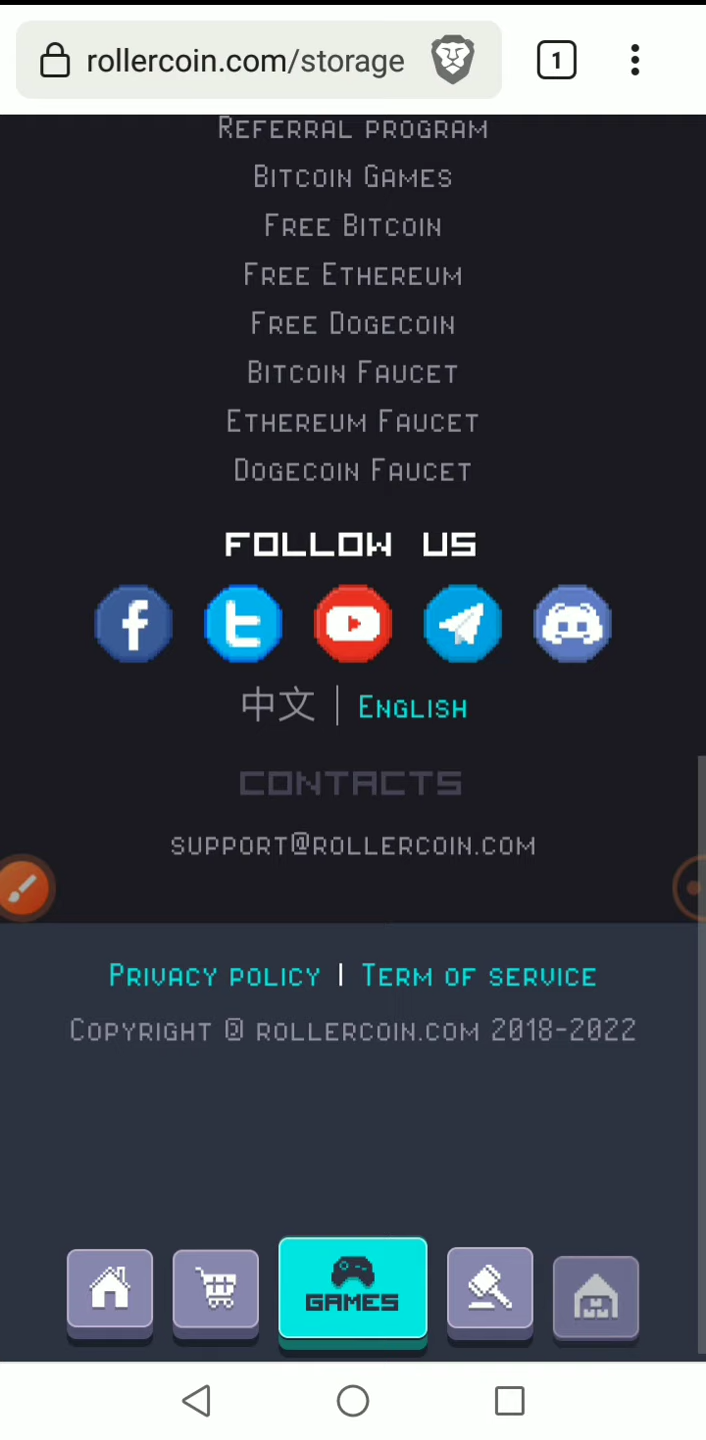 rollercoin.com/storage
1
Referral program
Bitcoin Games
Free Bitcoin
Free Ethereum
Free Dogecoin
Bitcoin Faucet
Ethereum Faucet
Dogecoin Faucet
FOLLOW US
中文 | English
CONTACTS
support@rollercoin.com
Privacy policy | Term of service
Copyright @ rollercoin.com 2018-2022
GAMES